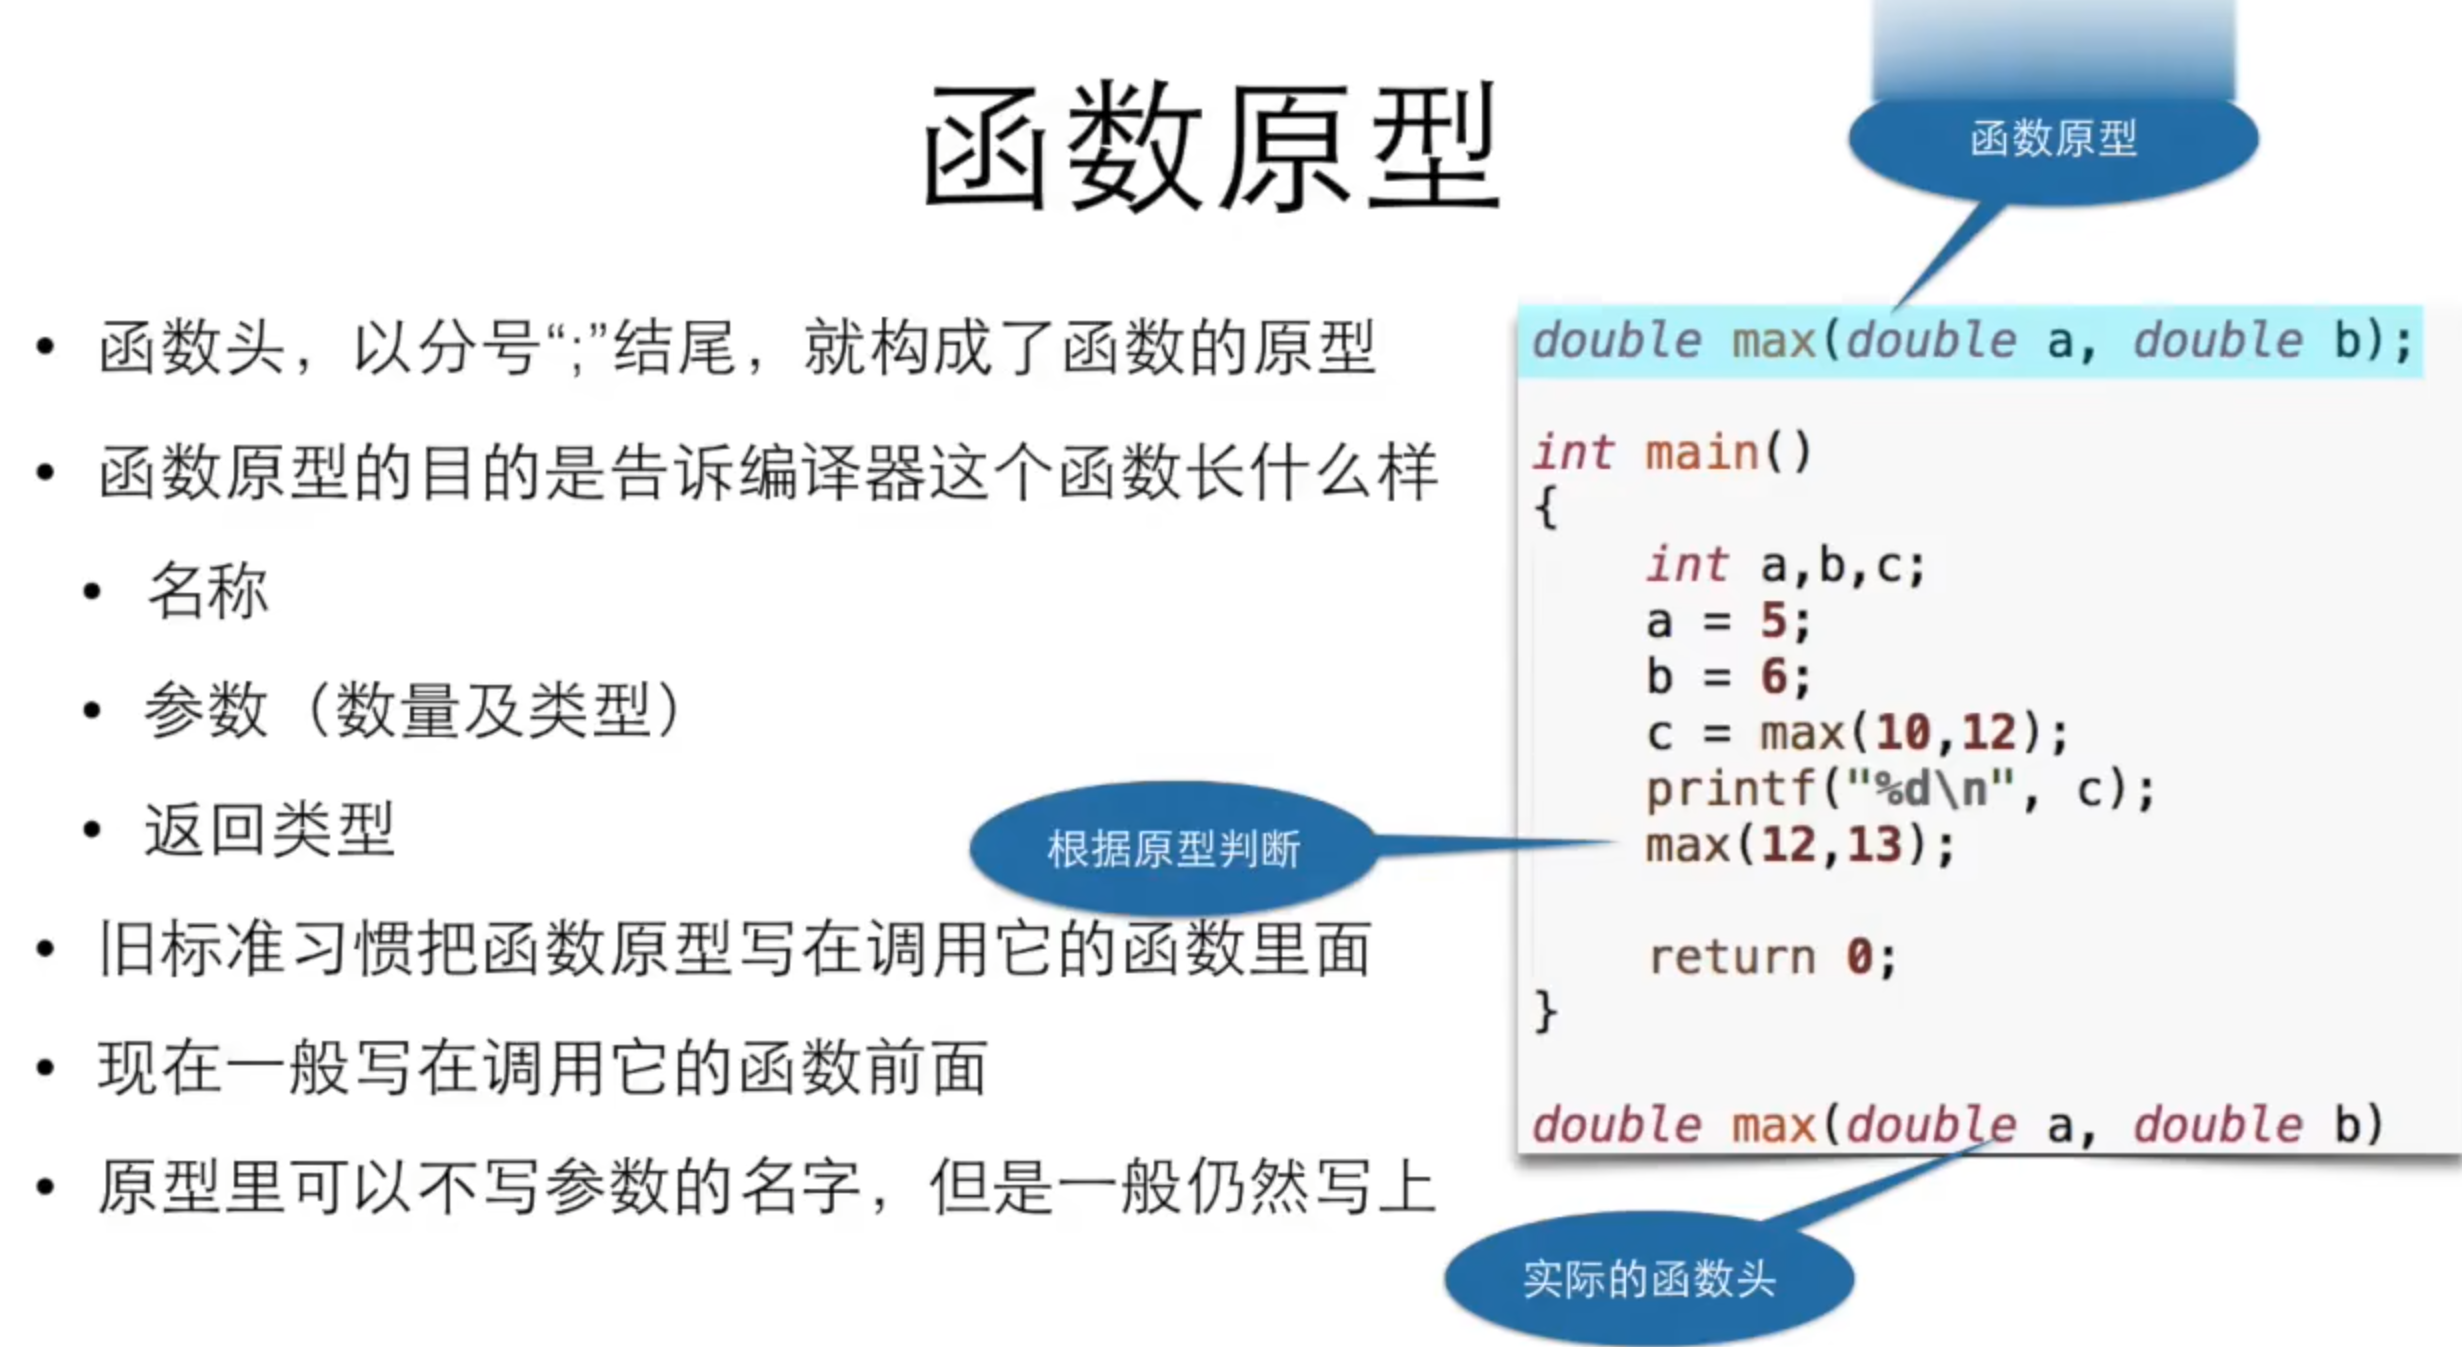 函数原型
函数原型
• 函数头，以分号“;”结尾，就构成了函数的原型
• 函数原型的目的是告诉编译器这个函数长什么样
• 名称
• 参数（数量及类型）
• 返回类型
• 旧标准习惯把函数原型写在调用它的函数里面
• 现在一般写在调用它的函数前面
• 原型里可以不写参数的名字，但是一般仍然写上
double max(double a, double b);
int main()
{
    int a,b,c;
    a = 5;
    b = 6;
    c = max(10,12);
    printf("%d\n", c);
    max(12,13);
    return 0;
}
double max(double a, double b)
根据原型判断
实际的函数头